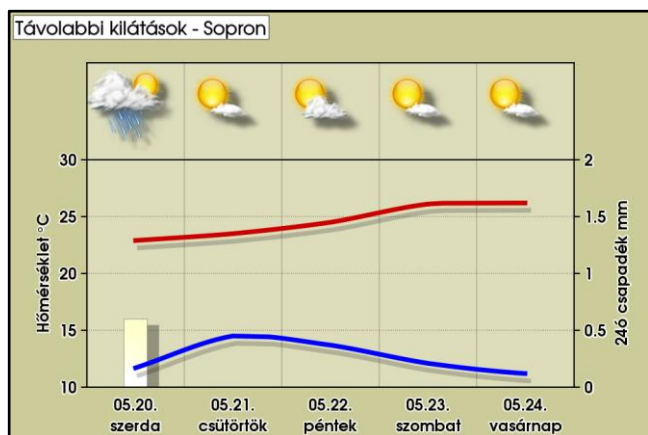 Távolabbi kilátások - Sopron
Hőmérséklet °C
30
25
20
15
10
2
1.5
1
0.5
0
24ó csapadék mm
05.20. 05.21. 05.22. 05.23. 05.24.
szerda csütörtök péntek szombat vasárnap